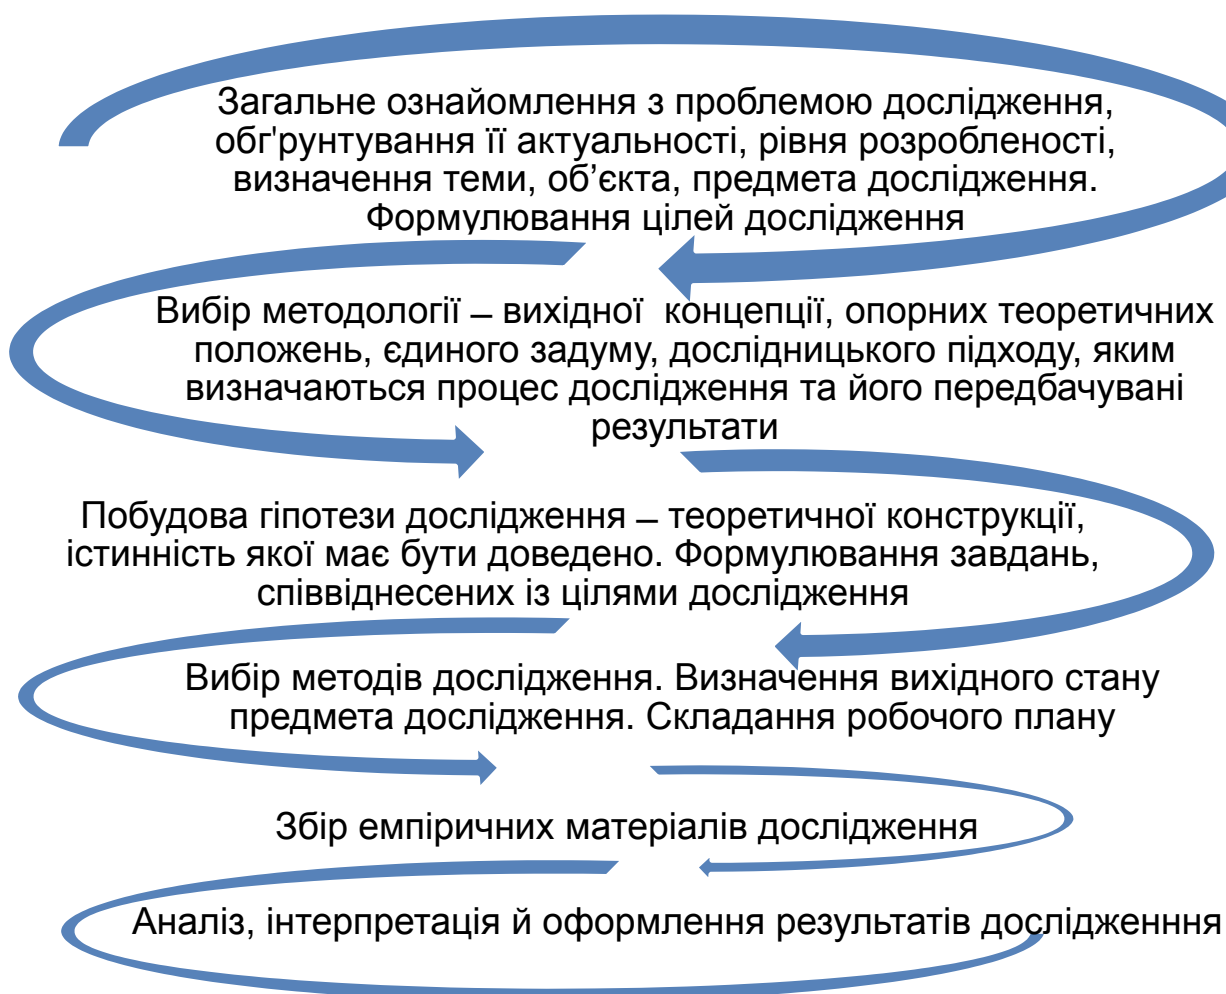 Загальне ознайомлення з проблемою дослідження,
обг'рунтування її актуальності, рівня розробленості,
визначення теми, об’єкта, предмета дослідження.
Формулювання цілей дослідження
Вибір методології – вихідної концепції, опорних теоретичних
положень, єдиного задуму, дослідницького підходу, яким
визначаються процес дослідження та його передбачувані
результати
Побудова гіпотези дослідження – теоретичної конструкції,
істинність якої має бути доведено. Формулювання завдань,
співвіднесених із цілями дослідження
Вибір методів дослідження. Визначення вихідного стану
предмета дослідження. Складання робочого плану
Збір емпіричних матеріалів дослідження
Аналіз, інтерпретація й оформлення результатів дослідженння